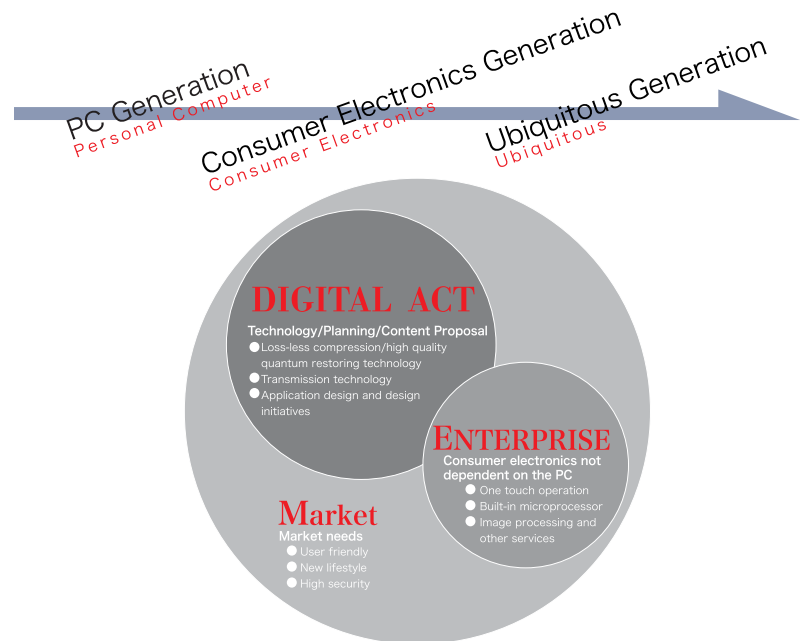 PC Generation
Personal Computer
Consumer Electronics Generation
Consumer Electronics
Ubiquitous Generation
Ubiquitous
DIGITAL ACT
Technology/Planning/Content Proposal
●Loss-less compression/high quality
quantum restoring technology
●Transmission technology
●Application design and design
initiatives
ENTERPRISE
Consumer electronics not
dependent on the PC
● One touch operation
● Built-in microprocessor
● Image processing and
other services
Market
Market needs
● User friendly
● New lifestyle
● High security